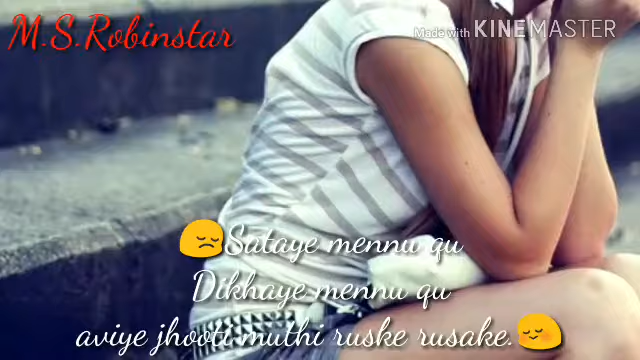 M.S.Robinstar
Made with KINEMASTER
😔Sataye mennu qu
Dikhaye mennu qu
aviye jhooti muthi ruske rusake.😌